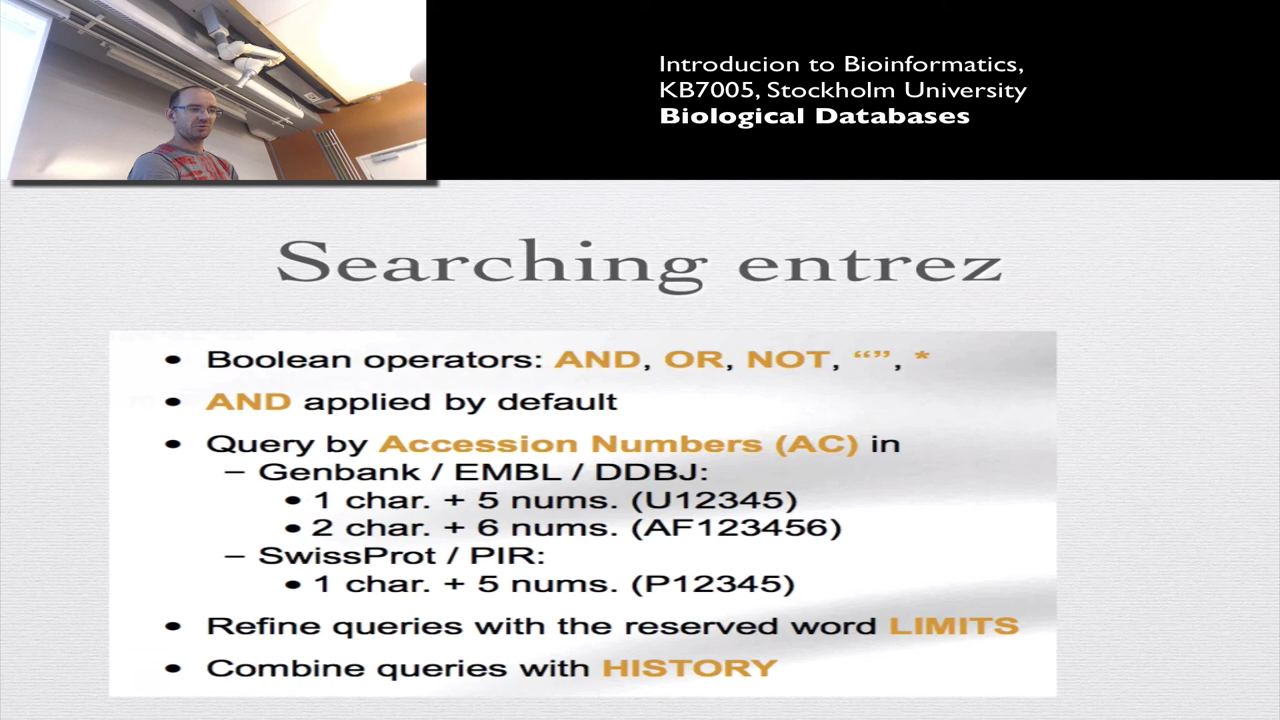 Introducion to Bioinformatics,
KB7005, Stockholm University
Biological Databases
Searching entrez
• Boolean operators: AND, OR, NOT, “”, *
• AND applied by default
• Query by Accession Numbers (AC) in
– Genbank / EMBL / DDBJ:
• 1 char. + 5 nums. (U12345)
• 2 char. + 6 nums. (AF123456)
– SwissProt / PIR:
• 1 char. + 5 nums. (P12345)
• Refine queries with the reserved word LIMITS
• Combine queries with HISTORY